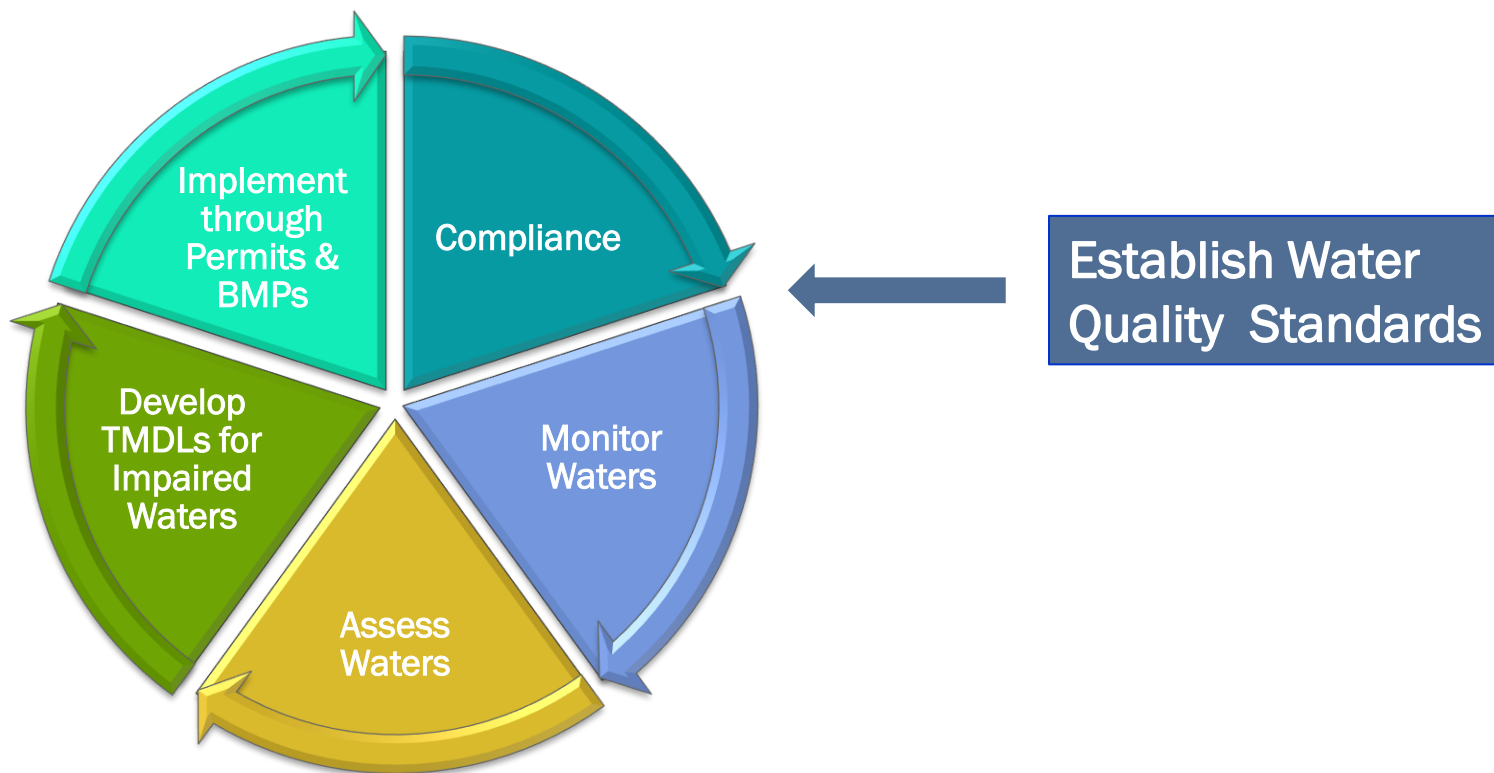 Implement
through
Permits &
BMPs
Compliance
Establish Water
Quality Standards
Monitor
Waters
Assess
Waters
Develop
TMDLs for
Impaired
Waters